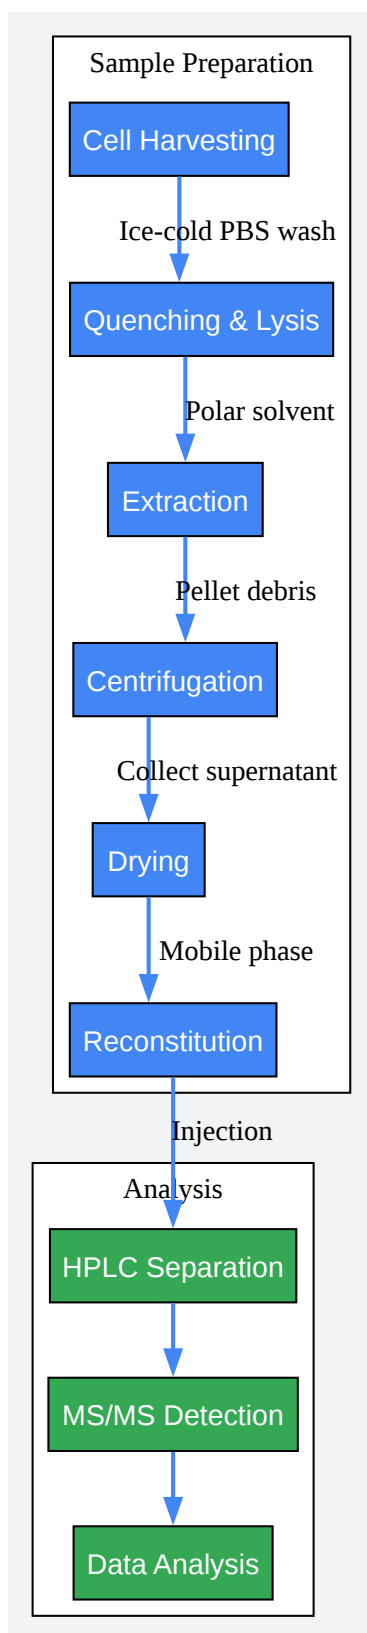 Sample Preparation
Cell Harvesting
Ice-cold PBS wash
Quenching & Lysis
Polar solvent
Extraction
Pellet debris
Centrifugation
Collect supernatant
Drying
Mobile phase
Reconstitution
Injection
Analysis
HPLC Separation
MS/MS Detection
Data Analysis